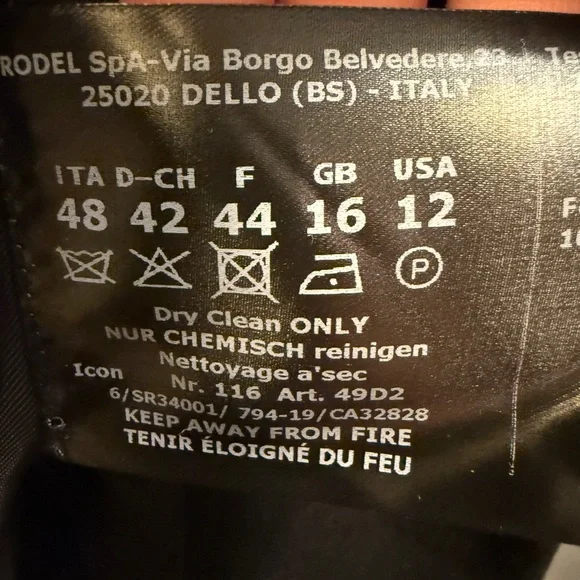 RODEL SpA-Via Borgo Belvedere,23
25020 DELLO (BS) - ITALY
ITA D-CH F GB USA
48 42 44 16 12
P
Dry Clean ONLY
NUR CHEMISCH reinigen
Nettoyage a'sec
Icon Nr. 116 Art. 49D2
6/SR34001/ 794-19/CA32828
KEEP AWAY FROM FIRE
TENIR ÉLOIGNÉ DU FEU